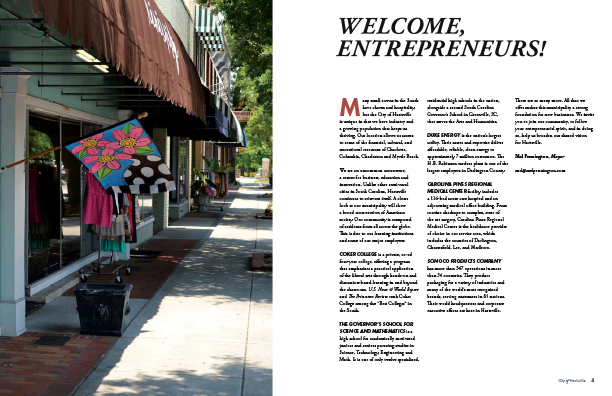 WELCOME,
ENTREPRENEURS!
Many small towns in the South
have charm and hospitality,
but the City of Hartsville
is unique in that we have industry and
a growing population that keeps us
thriving. Our location allows us access
to some of the financial, cultural, and
recreational resources of Charlotte,
Columbia, Charleston and Myrtle Beach.
We are an uncommon micropolis,
a center for business, education and
innovation. Unlike other semi-rural
cities in South Carolina, Hartsville
continues to reinvent itself. A closer
look at our municipality will show
a broad cross-section of American
society. Our community is composed
of residents from all across the globe.
This is due to our learning institutions
and some of our major employers:
COKER COLLEGE is a private, co-ed
four-year college, offering a program
that emphasizes a practical application
of the liberal arts through hands-on and
discussion-based learning in and beyond
the classroom. U.S. News & World Report
and The Princeton Review rank Coker
College among the "Best Colleges" in
the South.
THE GOVERNOR'S SCHOOL FOR
SCIENCE AND MATHEMATICS is a
high school for academically motivated
juniors and seniors pursuing studies in
Science, Technology, Engineering and
Math. It is one of only twelve specialized,
residential high schools in the nation,
alongside a second South Carolina
Governor's School in Greenville, SC,
that serves the Arts and Humanities.
DUKE ENERGY is the nation's largest
utility. Their assets and expertise deliver
affordable, reliable, clean energy to
approximately 7 million customers. The
H.B. Robinson nuclear plant is one of the
largest employers in Darlington County.
CAROLINA PINES REGIONAL
MEDICAL CENTER facility includes
a 116-bed acute care hospital and an
adjoining medical office building. From
routine checkups to complex, state of
the art surgery, Carolina Pines Regional
Medical Center is the healthcare provider
of choice in our service area, which
includes the counties of Darlington,
Chesterfield, Lee, and Marlboro.
SONOCO PRODUCTS COMPANY
has more than 347 operations in more
than 34 countries. They produce
packaging for a variety of industries and
many of the world's most recognized
brands, serving customers in 85 nations.
Their world headquarters and corporate
executive offices are here in Hartsville.
There are so many more. All that we
offer makes this municipality a strong
foundation for new businesses. We invite
you to join our community, to follow
your entrepreneurial spirit, and in doing
so, help us broaden our shared vision
for Hartsville.
Mel Pennington, Mayor
mel@melpennington.com
City of Hartsville 4